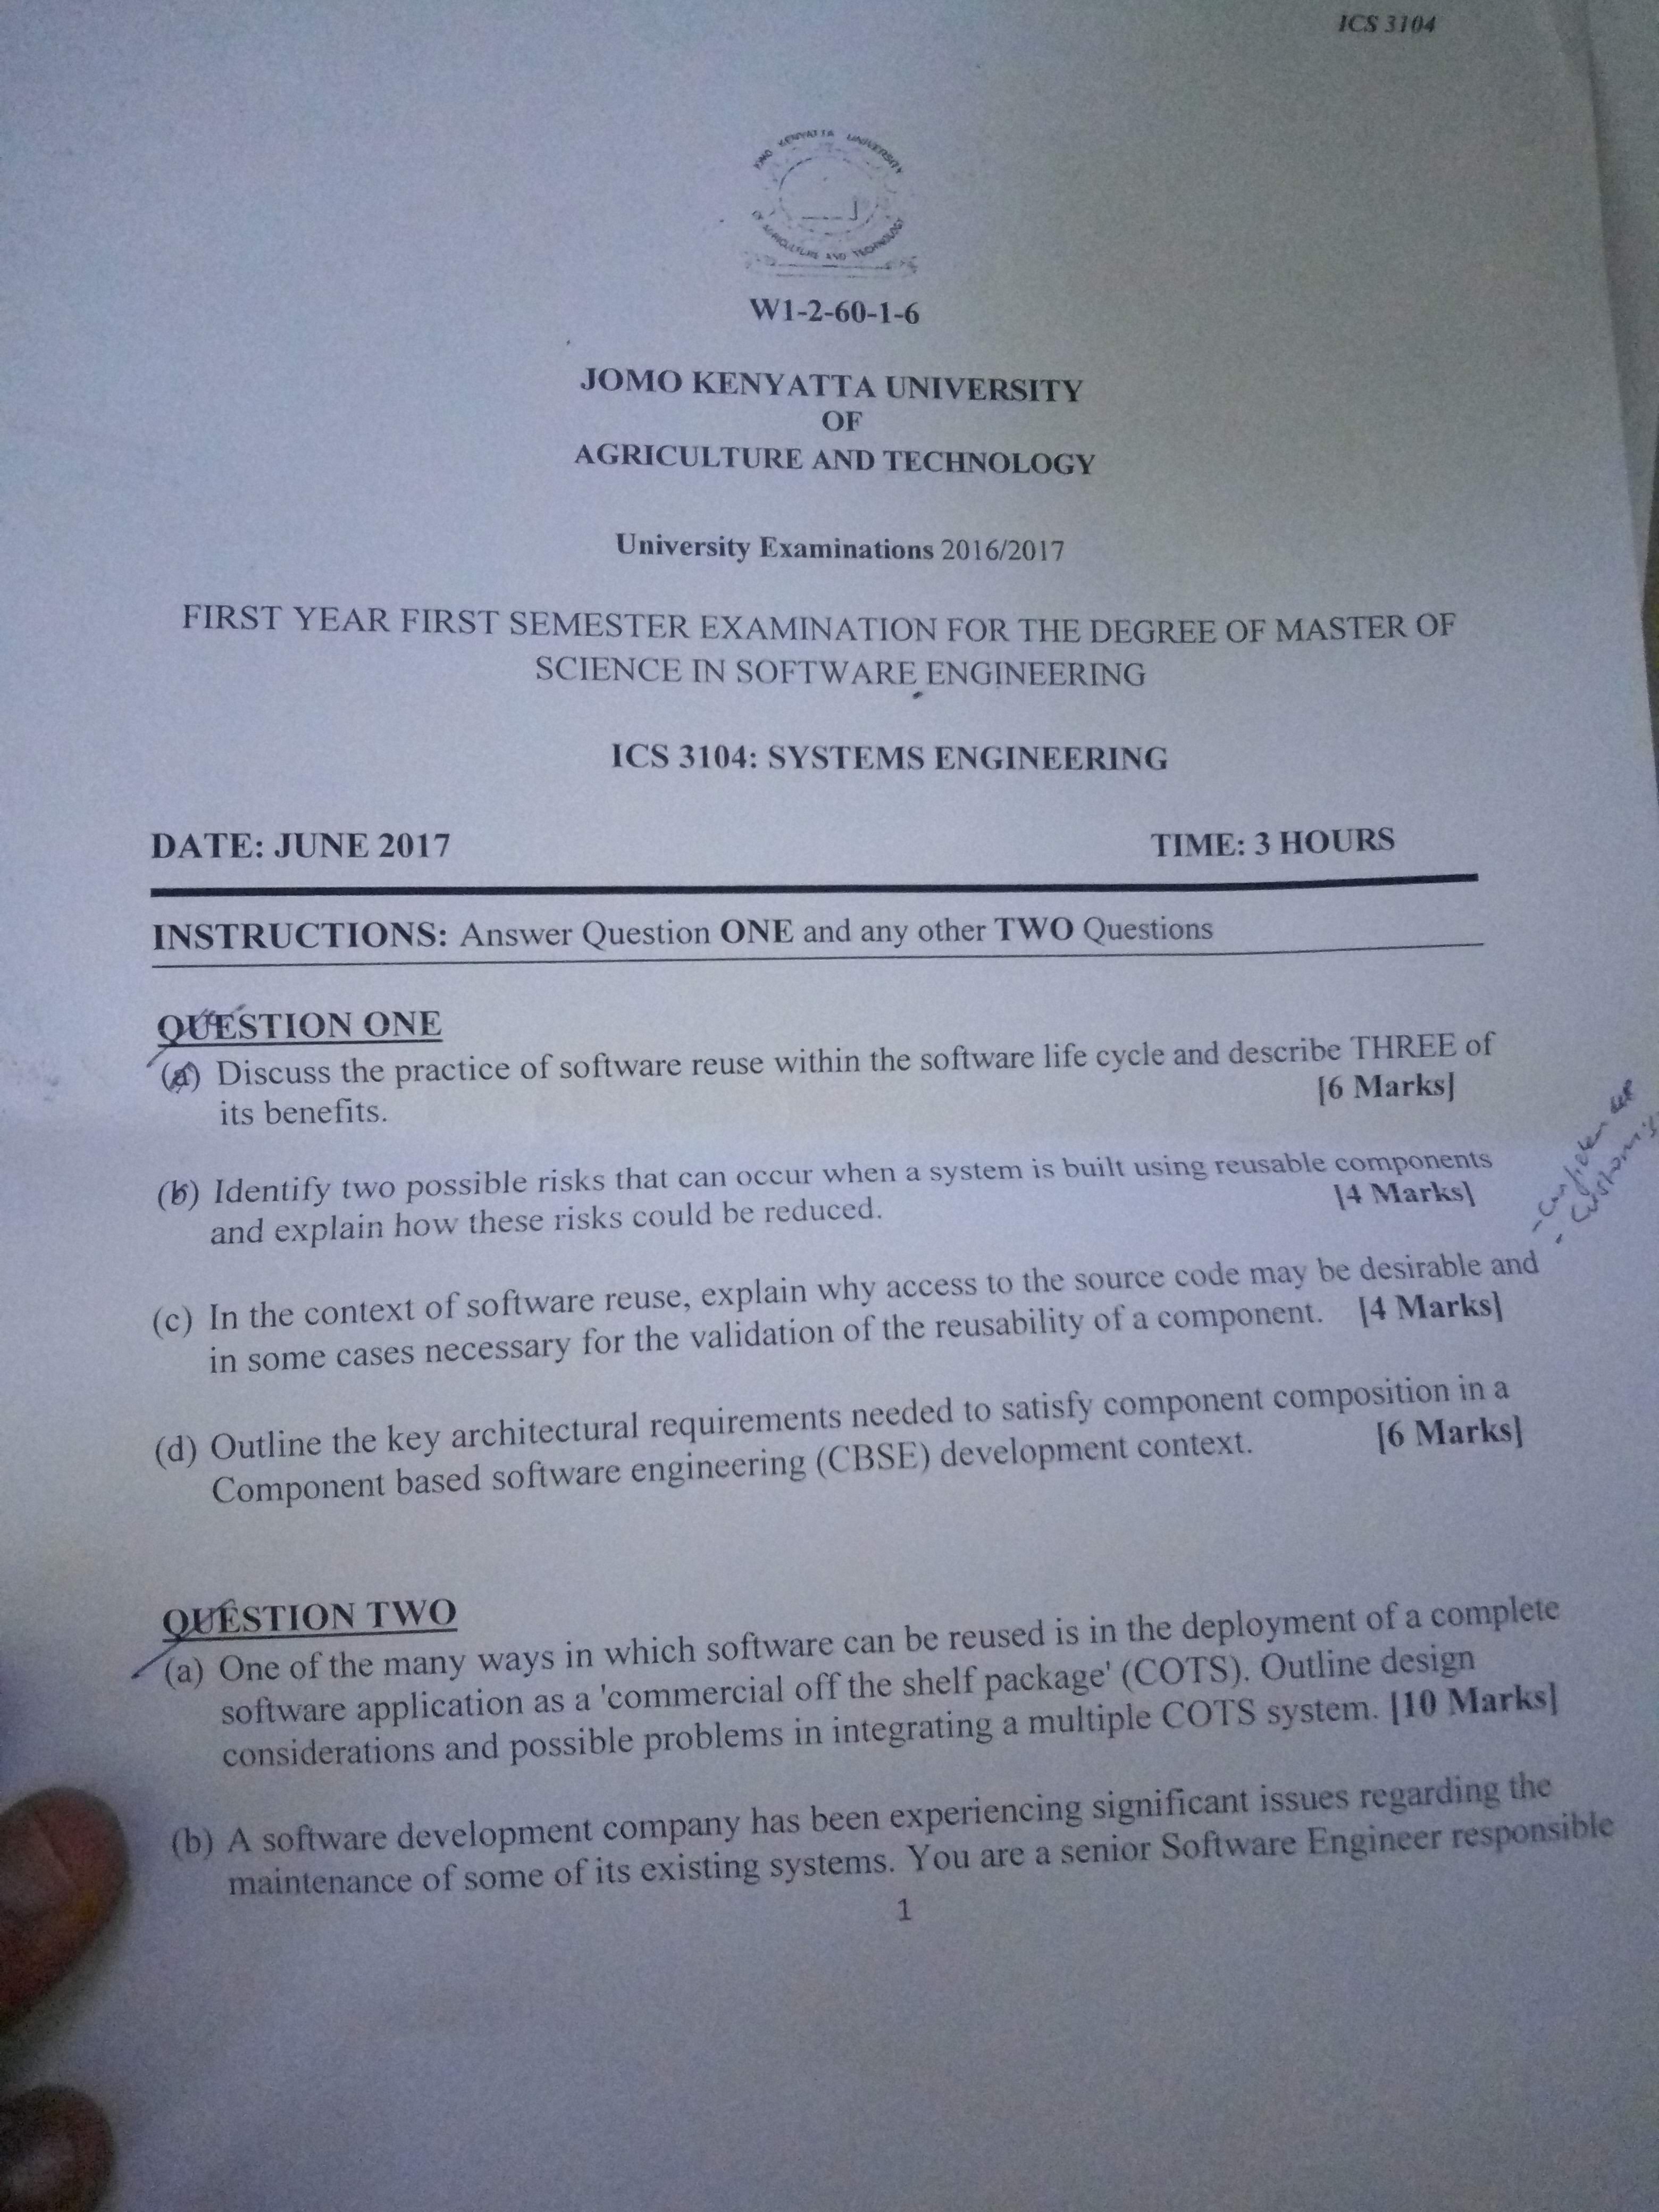 ICS 3104
JOMO KENYATTA UNIVERSITY
OF AGRICULTURE AND TECHNOLOGY
W1-2-60-1-6
JOMO KENYATTA UNIVERSITY
OF
AGRICULTURE AND TECHNOLOGY
University Examinations 2016/2017
FIRST YEAR FIRST SEMESTER EXAMINATION FOR THE DEGREE OF MASTER OF
SCIENCE IN SOFTWARE ENGINEERING
ICS 3104: SYSTEMS ENGINEERING
DATE: JUNE 2017 TIME: 3 HOURS
INSTRUCTIONS: Answer Question ONE and any other TWO Questions
QUESTION ONE
(a) Discuss the practice of software reuse within the software life cycle and describe THREE of
its benefits. [6 Marks]
(b) Identify two possible risks that can occur when a system is built using reusable components
and explain how these risks could be reduced. [4 Marks]
(c) In the context of software reuse, explain why access to the source code may be desirable and
in some cases necessary for the validation of the reusability of a component. [4 Marks]
(d) Outline the key architectural requirements needed to satisfy component composition in a
Component based software engineering (CBSE) development context. [6 Marks]
QUESTION TWO
(a) One of the many ways in which software can be reused is in the deployment of a complete
software application as a 'commercial off the shelf package' (COTS). Outline design
considerations and possible problems in integrating a multiple COTS system. [10 Marks]
(b) A software development company has been experiencing significant issues regarding the
maintenance of some of its existing systems. You are a senior Software Engineer responsible
1